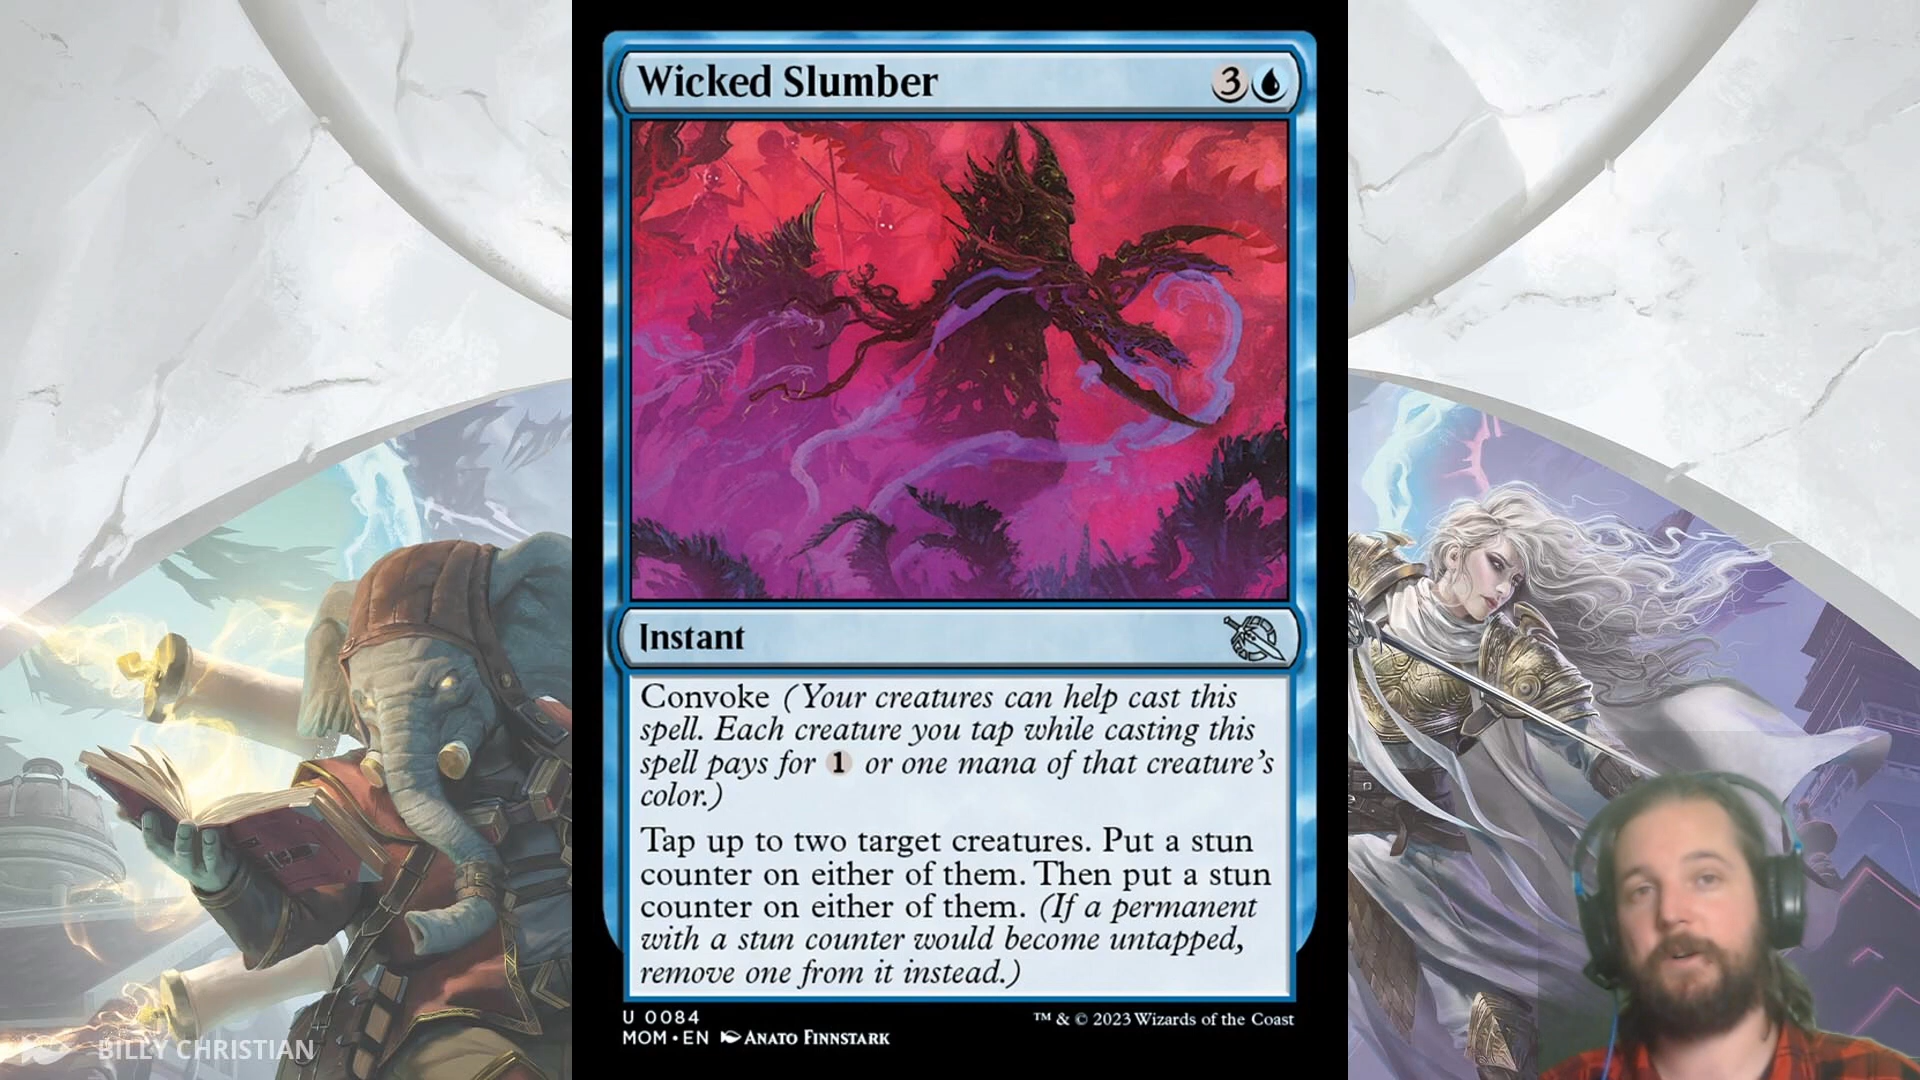 Wicked Slumber
3
Instant
Convoke (Your creatures can help cast this
spell. Each creature you tap while casting this
spell pays for 1 or one mana of that creature's
color.)
Tap up to two target creatures. Put a stun
counter on either of them. Then put a stun
counter on either of them. (If a permanent
with a stun counter would become untapped,
remove one from it instead.)
U 0084
MOM • EN ANATO FINNSTARK
™ & © 2023 Wizards of the Coast
BILLY CHRISTIAN